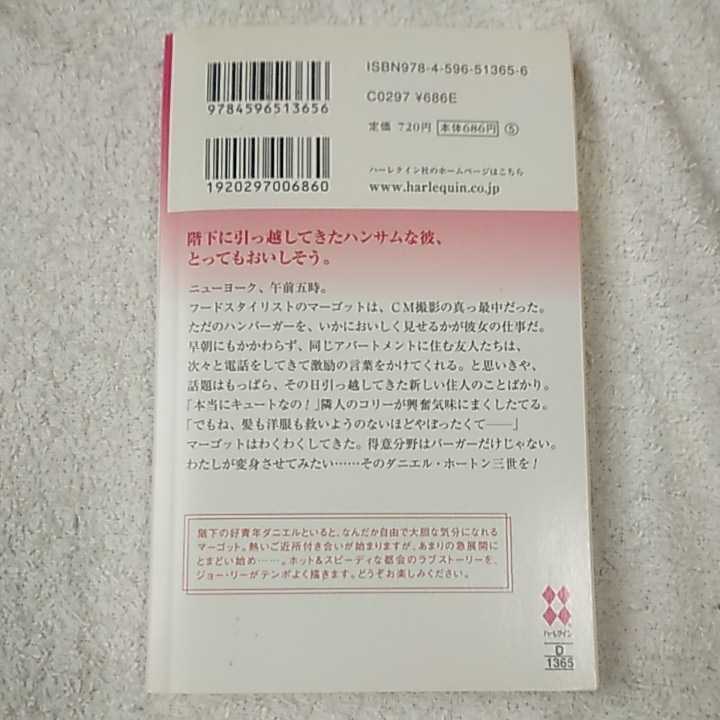 ISBN978-4-596-51365-6
9784596513656
C0297 ¥686E
定価 720円 本体686円 ⑤
1920297006860
ハーレクイン社のホームページはこちら
www.harlequin.co.jp
階下に引っ越してきたハンサムな彼、
とってもおいしそう。
ニューヨーク、午前五時。
フードスタイリストのマーゴットは、CM撮影の真っ最中だった。
ただのハンバーガーを、いかにおいしく見せるかが彼女の仕事だ。
早朝にもかかわらず、同じアパートメントに住む友人たちは、
次々と電話をしてきて激励の言葉をかけてくれる。と思いきや、
話題はもっぱら、その日引っ越してきた新しい住人のことばかり。
「本当にキュートなの!」隣人のコリーが興奮気味にまくしたてる。
「でもね、髪も洋服も救いようのないほどやぼったくて――」
マーゴットはわくわくしてきた。得意分野はバーガーだけじゃない。
わたしが変身させてみたい……そのダニエル・ホートン三世を!
階下の好青年ダニエルといると、なんだか自由で大胆な気分になれる
マーゴット。熱いご近所付き合いが始まりますが、あまりの急展開に
とまどい始め……。ホット&スピーディな都会のラブストーリーを、
ジョー・リーがテンポよく描きます。どうぞお楽しみください。
ハーレクイン
D
1365